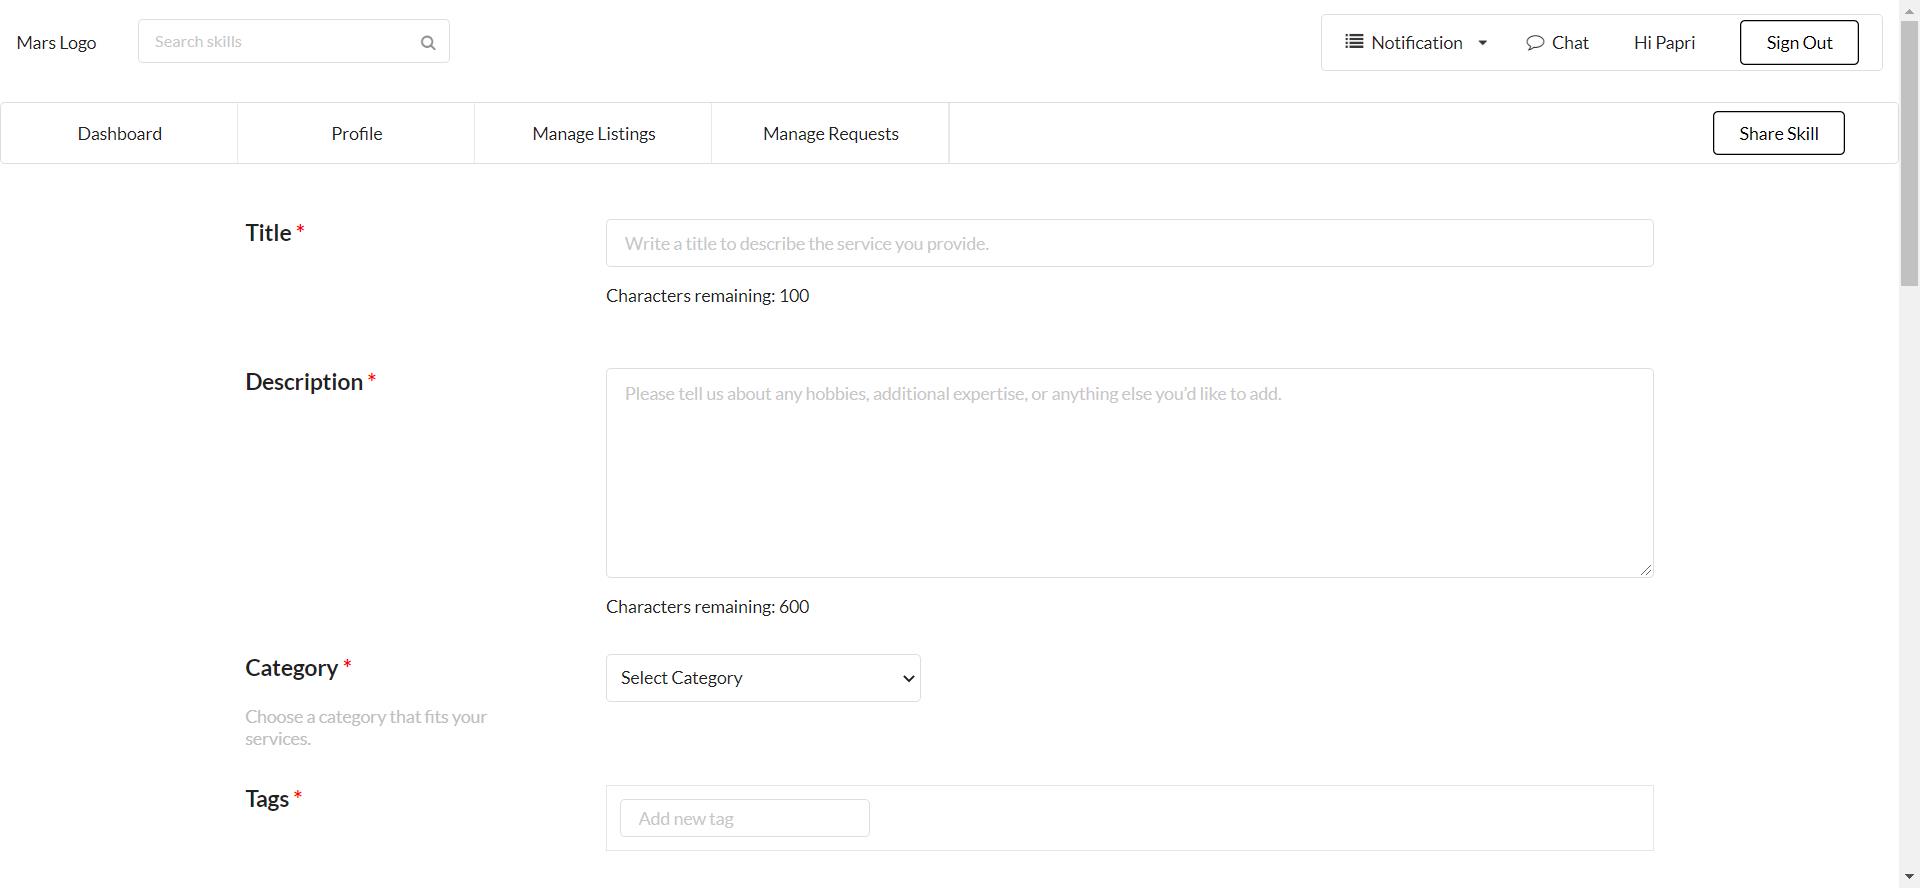 Mars Logo
Search skills
Notification
Chat
Hi Papri
Sign Out
Dashboard
Profile
Manage Listings
Manage Requests
Share Skill
Title *
Write a title to describe the service you provide.
Characters remaining: 100
Description *
Please tell us about any hobbies, additional expertise, or anything else you'd like to add.
Characters remaining: 600
Category *
Select Category
Choose a category that fits your
services.
Tags *
Add new tag